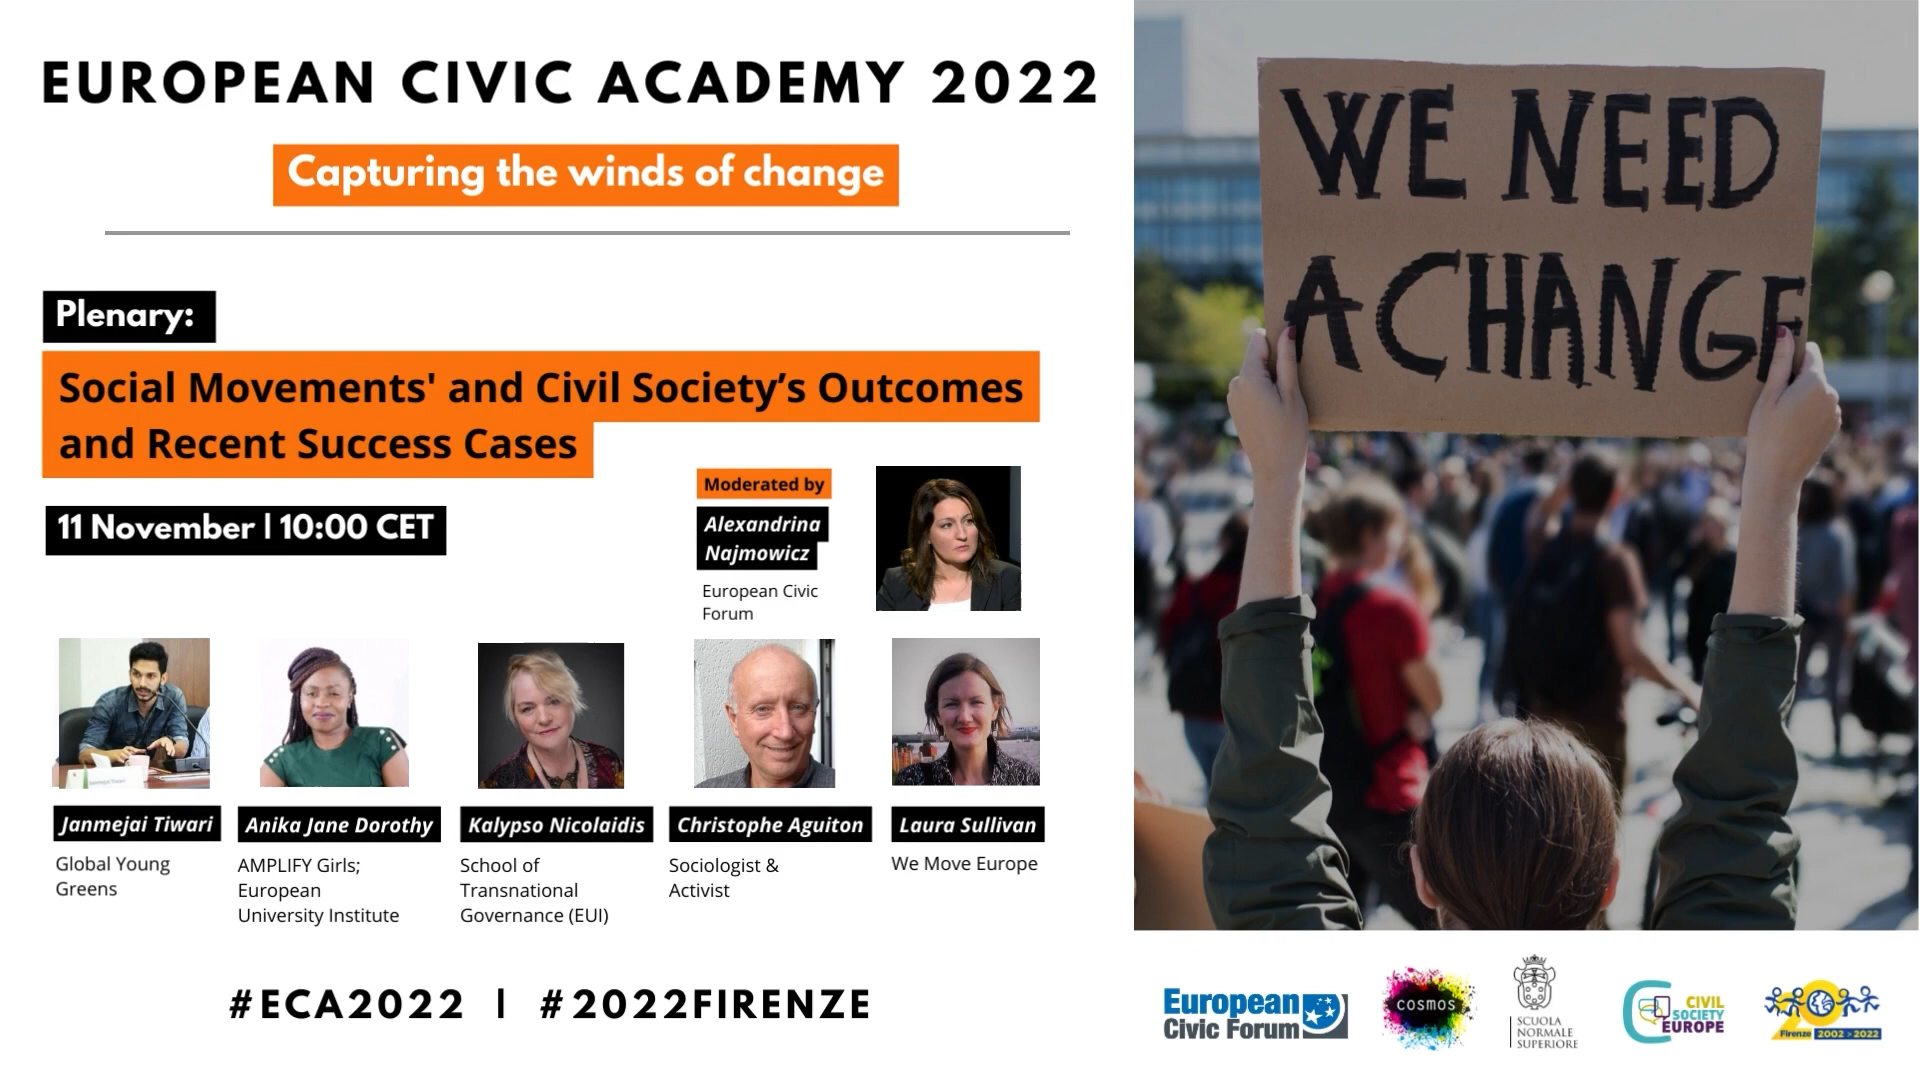 EUROPEAN CIVIC ACADEMY 2022
Capturing the winds of change
Plenary:
Social Movements' and Civil Society’s Outcomes
and Recent Success Cases
11 November | 10:00 CET
Moderated by
Alexandrina
Najmowicz
European Civic
Forum
Janmejai Tiwari
Global Young
Greens
Anika Jane Dorothy
AMPLIFY Girls;
European
University Institute
Kalypso Nicolaidis
School of
Transnational
Governance (EUI)
Christophe Aguiton
Sociologist &
Activist
Laura Sullivan
We Move Europe
#ECA2022 | #2022FIRENZE
WE NEED
A CHANGE
European
Civic Forum
cosmos
SCUOLA
NORMALE
SUPERIORE
CIVIL
SOCIETY
EUROPE
20
Firenze 2002 > 2022